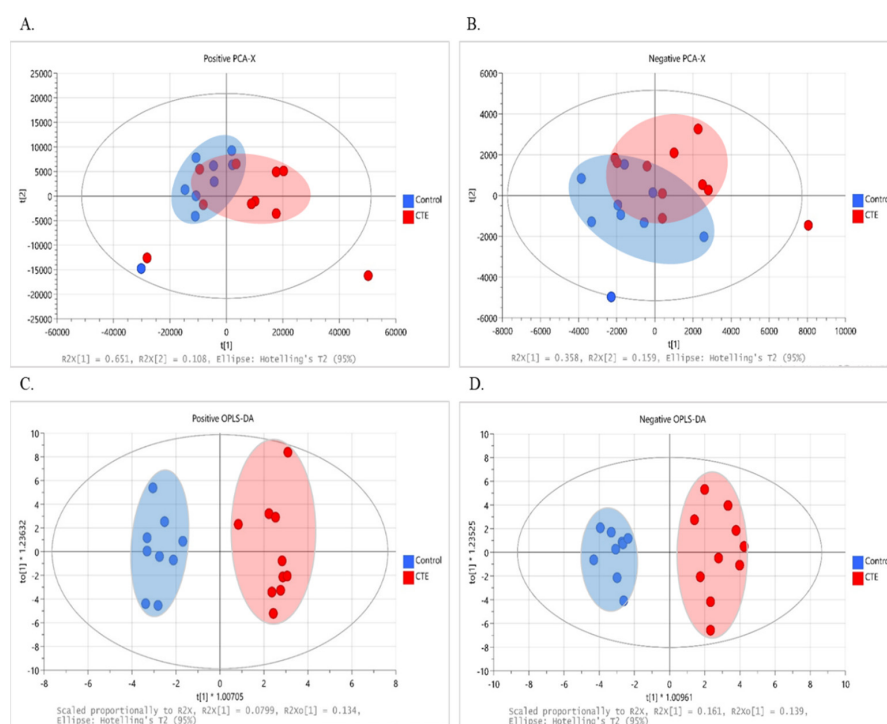 A.
Positive PCA-X
25000
20000
15000
10000
5000
0
-5000
-10000
-15000
-20000
-25000
t[2]
-60000 -40000 -20000 0 20000 40000 60000
t[1]
R2X[1] = 0.651, R2X[2] = 0.108, Ellipse: Hotelling's T2 (95%)
Control
CTE
B.
Negative PCA-X
6000
4000
2000
0
-2000
-4000
-6000
t[2]
-8000 -6000 -4000 -2000 0 2000 4000 6000 8000 10000
t[1]
R2X[1] = 0.358, R2X[2] = 0.159, Ellipse: Hotelling's T2 (95%)
Control
CTE
C.
Positive OPLS-DA
10
8
6
4
2
0
-2
-4
-6
-8
-10
to[1] * 1.23632
-8 -6 -4 -2 0 2 4 6 8
t[1] * 1.00705
Scaled proportionally to R2X, R2X[1] = 0.0799, R2Xo[1] = 0.134,
Ellipse: Hotelling's T2 (95%)
Control
CTE
D.
Negative OPLS-DA
10
8
6
4
2
0
-2
-4
-6
-8
-10
to[1] * 1.23525
-10 -8 -6 -4 -2 0 2 4 6 8 10
t[1] * 1.00961
Scaled proportionally to R2X, R2X[1] = 0.161, R2Xo[1] = 0.139,
Ellipse: Hotelling's T2 (95%)
Control
CTE